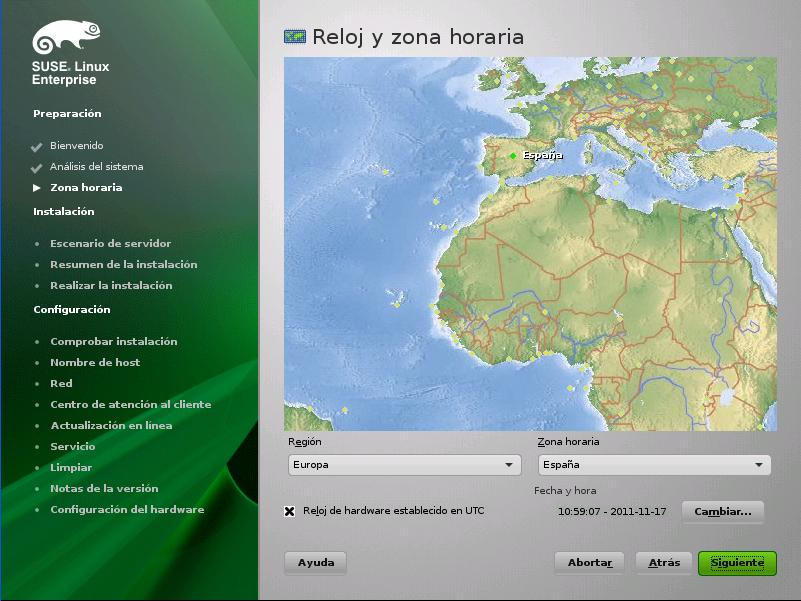 SUSE® Linux
Enterprise
Preparación
Bienvenido
Análisis del sistema
Zona horaria
Instalación
Escenario de servidor
Resumen de la instalación
Realizar la instalación
Configuración
Comprobar instalación
Nombre de host
Red
Centro de atención al cliente
Actualización en línea
Servicio
Limpiar
Notas de la versión
Configuración del hardware
Reloj y zona horaria
España
Región
Zona horaria
Europa
España
Fecha y hora
Reloj de hardware establecido en UTC
10:59:07 - 2011-11-17
Cambiar...
Ayuda
Abortar
Atrás
Siguiente